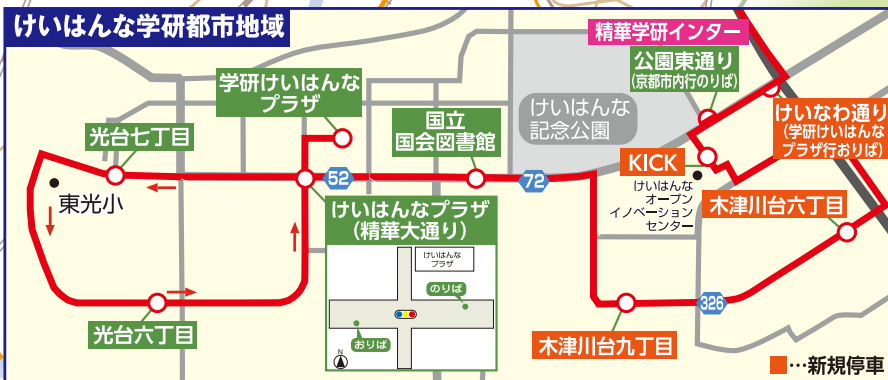 けいはんな学研都市地域
精華学研インター
公園東通り
(京都市内行のりば)
学研けいはんな
プラザ
けいはんな
記念公園
けいなわ通り
(学研けいはんな
プラザ行おりば)
国立
国会図書館
光台七丁目
KICK
けいはんな
オープン
イノベーション
センター
52
72
東光小
木津川台六丁目
けいはんなプラザ
(精華大通り)
けいはんな
プラザ
のりば
おりば
N
326
光台六丁目
木津川台九丁目
■…新規停車